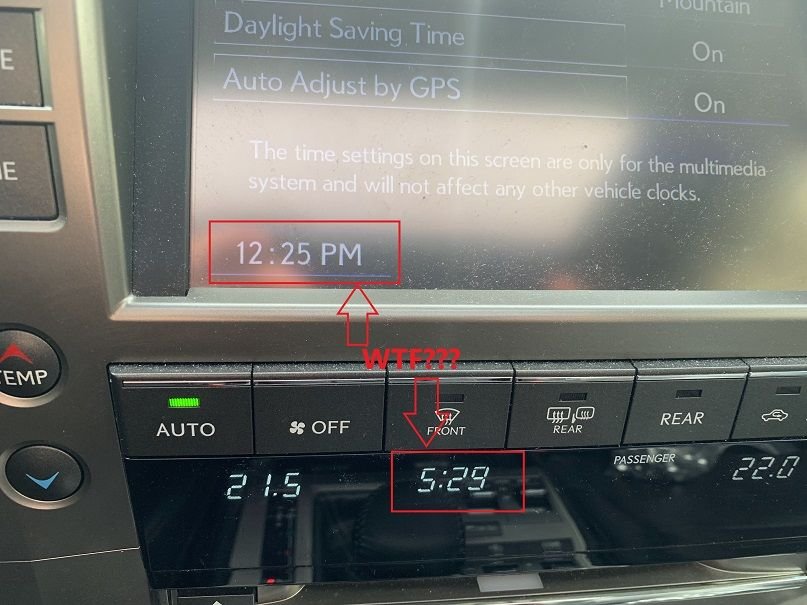 Mountain
Daylight Saving Time On
Auto Adjust by GPS On
The time settings on this screen are only for the multimedia
system and will not affect any other vehicle clocks.
12:25 PM
WTF???
TEMP
AUTO
OFF
FRONT
REAR
REAR
PASSENGER
21.5
5:29
22.0